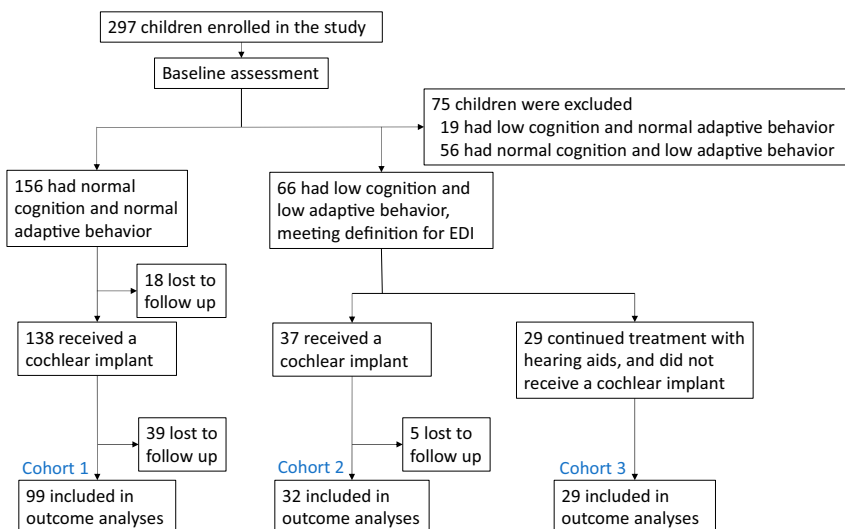 297 children enrolled in the study
Baseline assessment
75 children were excluded
19 had low cognition and normal adaptive behavior
56 had normal cognition and low adaptive behavior
156 had normal
cognition and normal
adaptive behavior
66 had low cognition and
low adaptive behavior,
meeting definition for EDI
18 lost to
follow up
138 received a
cochlear implant
37 received a
cochlear implant
29 continued treatment with
hearing aids, and did not
receive a cochlear implant
39 lost to
follow up
5 lost to
follow up
Cohort 1
Cohort 2
Cohort 3
99 included in
outcome analyses
32 included in
outcome analyses
29 included in
outcome analyses